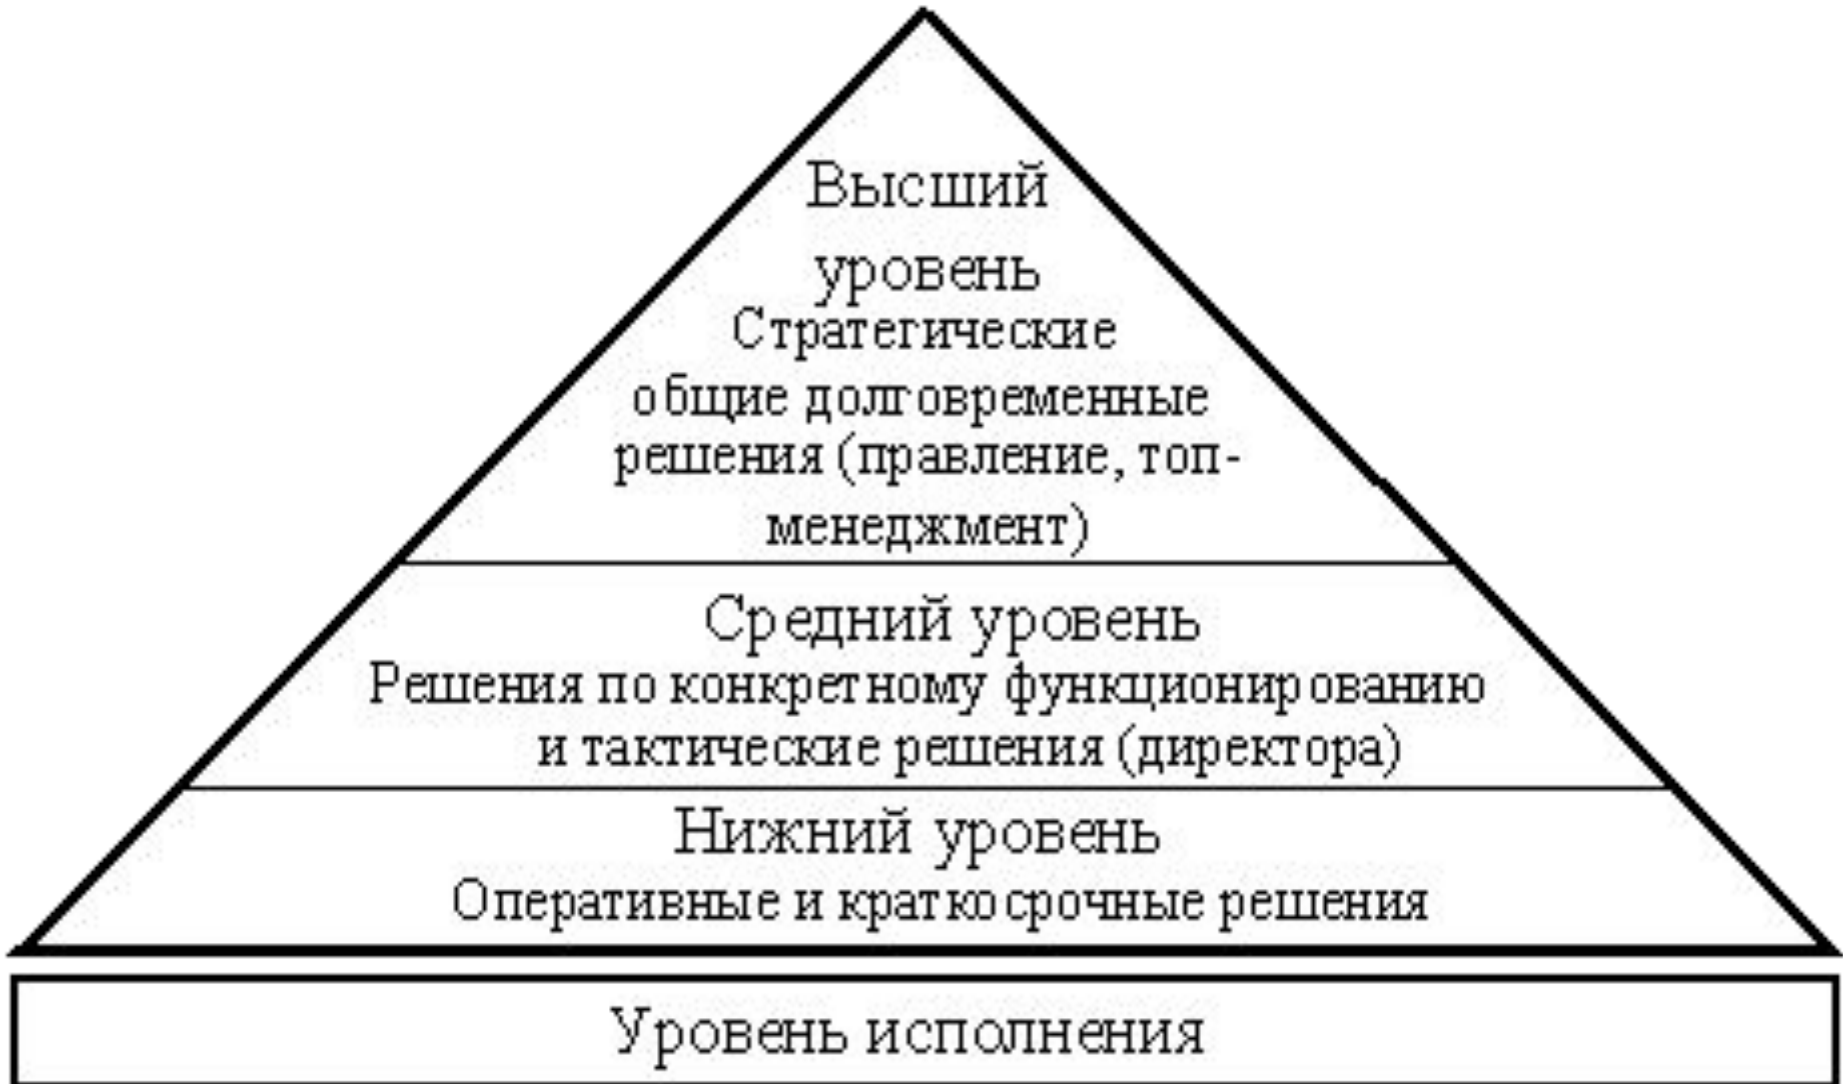 Высший
уровень
Стратегические
общие долговременные
решения (правление, топ-
менеджмент)
Средний уровень
Решения по конкретному функционированию
и тактические решения (директора)
Нижний уровень
Оперативные и краткосрочные решения
Уровень исполнения